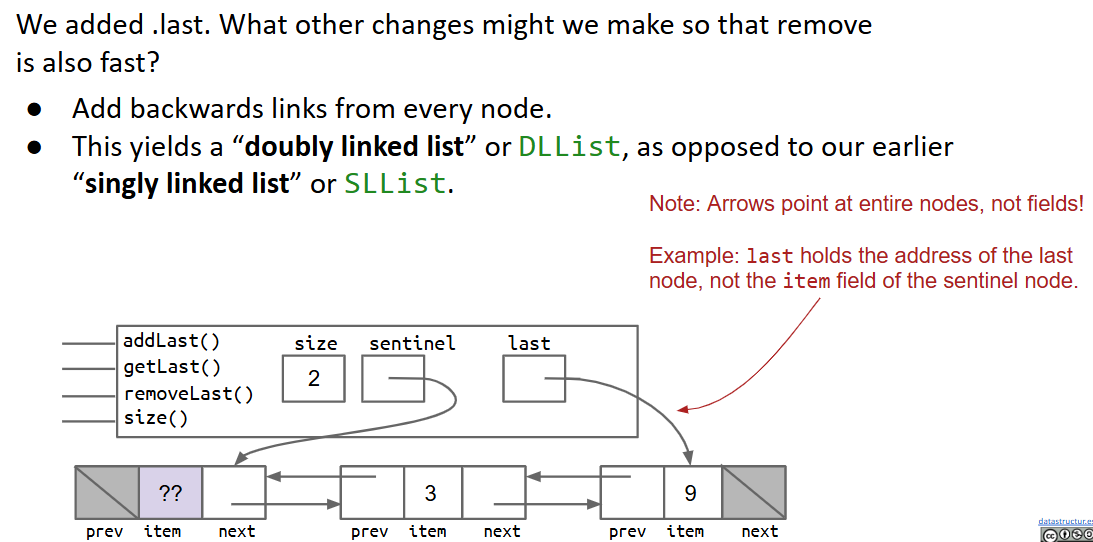 We added .last. What other changes might we make so that remove
is also fast?
● Add backwards links from every node.
● This yields a “doubly linked list” or DLList, as opposed to our earlier
“singly linked list” or SLList.
Note: Arrows point at entire nodes, not fields!
Example: last holds the address of the last
node, not the item field of the sentinel node.
addLast()
getLast()
removeLast()
size()
size sentinel last
2
?? 3 9
prev item next prev item next prev item next
datastructur.es